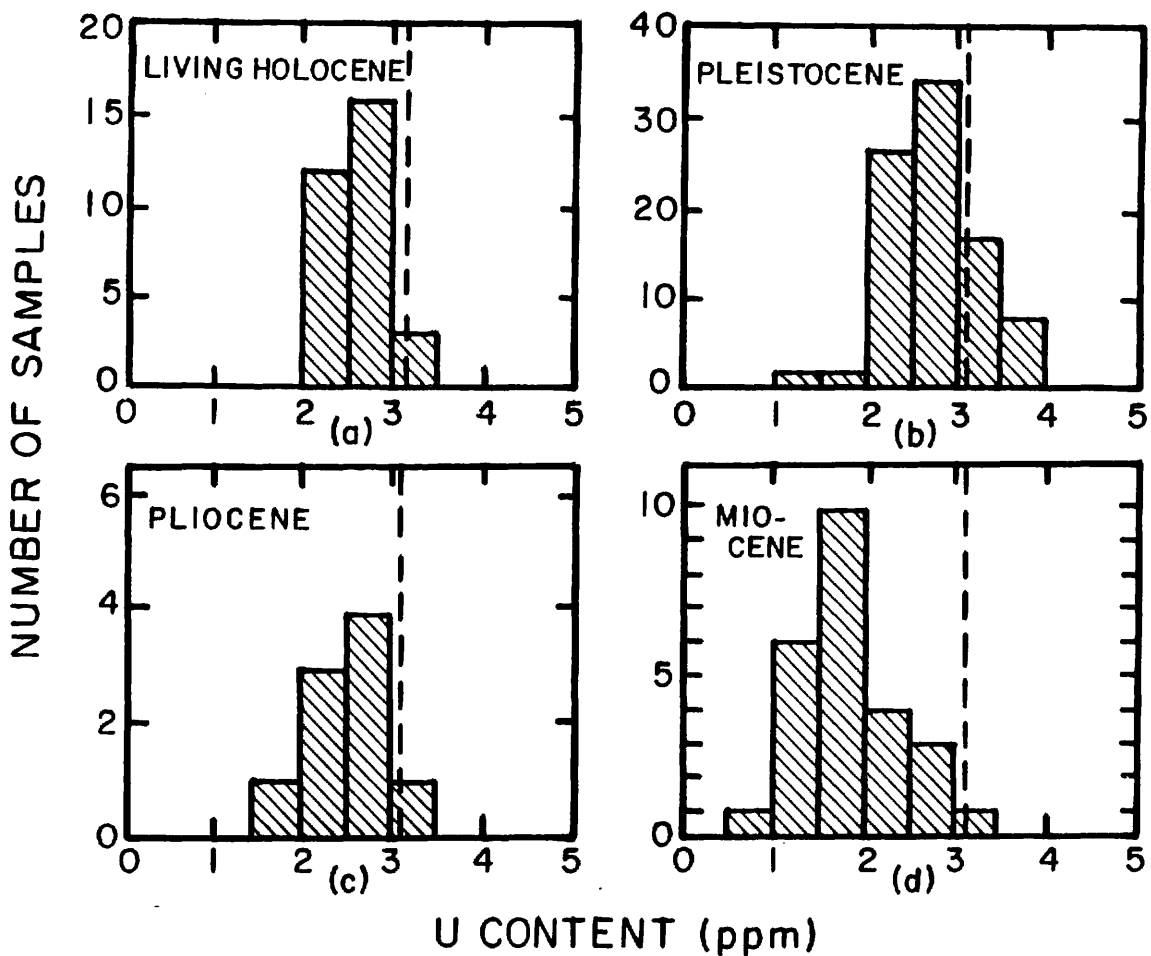 NUMBER OF SAMPLES
20
15
10
5
0
LIVING HOLOCENE
0 1 2 3 4 5
(a)
40
30
20
10
0
PLEISTOCENE
0 1 2 3 4 5
(b)
6
4
2
0
PLIOCENE
0 1 2 3 4 5
(c)
10
5
0
MIO-
CENE
0 1 2 3 4 5
(d)
U CONTENT (ppm)